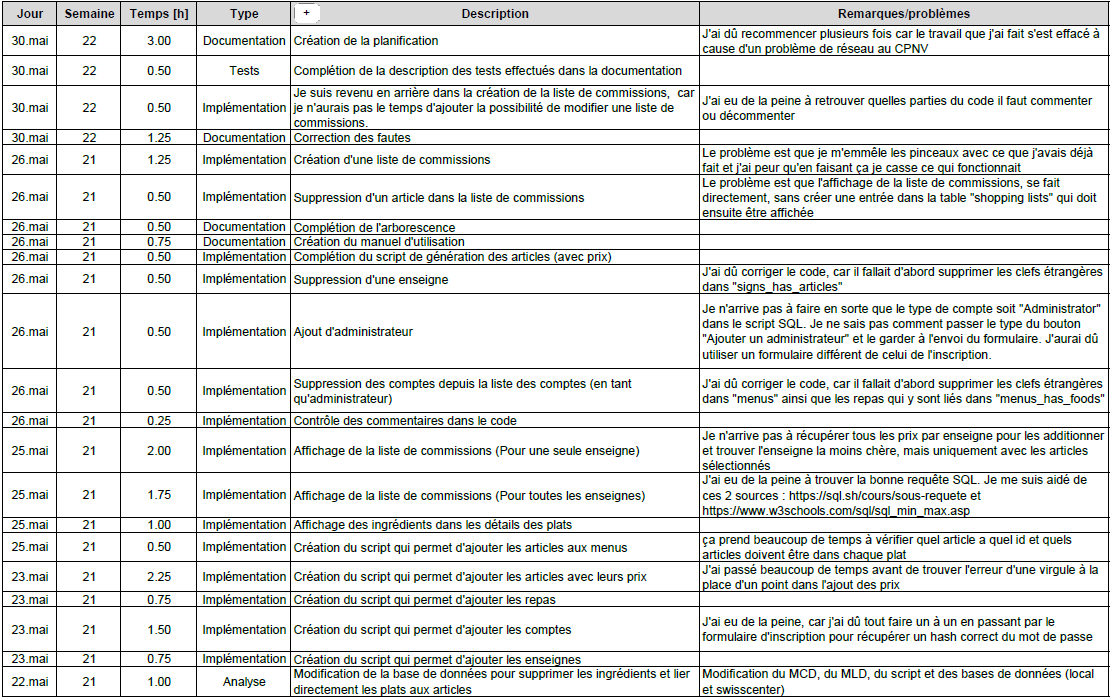 Jour Semaine Temps [h] Type + Description Remarques/problèmes
30.mai 22 3.00 Documentation Création de la planification J'ai dû recommencer plusieurs fois car le travail que j'ai fait s'est effacé à
cause d'un problème de réseau au CPNV
30.mai 22 0.50 Tests Complétion de la description des tests effectués dans la documentation
30.mai 22 0.50 Implémentation Je suis revenu en arrière dans la création de la liste de commissions, car
je n'aurais pas le temps d'ajouter la possibilité de modifier une liste de
commissions.
J'ai eu de la peine à retrouver quelles parties du code il faut commenter
ou décommenter
30.mai 22 1.25 Documentation Correction des fautes
26.mai 21 1.25 Implémentation Création d'une liste de commissions Le problème est que je m'emmêle les pinceaux avec ce que j'avais déjà
fait et j'ai peur qu'en faisant ça je casse ce qui fonctionnait
26.mai 21 0.50 Implémentation Suppression d'un article dans la liste de commissions Le problème est que l'affichage de la liste de commissions, se fait
directement, sans créer une entrée dans la table "shopping lists" qui doit
ensuite être affichée
26.mai 21 0.50 Documentation Complétion de l'arborescence
26.mai 21 0.75 Documentation Création du manuel d'utilisation
26.mai 21 0.50 Implémentation Complétion du script de génération des articles (avec prix)
26.mai 21 0.50 Implémentation Suppression d'une enseigne J'ai dû corriger le code, car il fallait d'abord supprimer les clefs étrangères
dans "signs_has_articles"
26.mai 21 0.50 Implémentation Ajout d'administrateur Je n'arrive pas à faire en sorte que le type de compte soit "Administrator"
dans le script SQL. Je ne sais pas comment passer le type du bouton
"Ajouter un administrateur" et le garder à l'envoi du formulaire. J'aurai dû
utiliser un formulaire différent de celui de l'inscription.
26.mai 21 0.50 Implémentation Suppression des comptes depuis la liste des comptes (en tant
qu'administrateur)
J'ai dû corriger le code, car il fallait d'abord supprimer les clefs étrangères
dans "menus" ainsi que les repas qui y sont liés dans "menus_has_foods"
26.mai 21 0.25 Implémentation Contrôle des commentaires dans le code
25.mai 21 2.00 Implémentation Affichage de la liste de commissions (Pour une seule enseigne) Je n'arrive pas à récupérer tous les prix par enseigne pour les additionner
et trouver l'enseigne la moins chère, mais uniquement avec les articles
sélectionnés
25.mai 21 1.75 Implémentation Affichage de la liste de commissions (Pour toutes les enseignes) J'ai eu de la peine à trouver la bonne requête SQL. Je me suis aidé de
ces 2 sources : https://sql.sh/cours/sous-requete et
https://www.w3schools.com/sql/sql_min_max.asp
25.mai 21 1.00 Implémentation Affichage des ingrédients dans les détails des plats
25.mai 21 0.50 Implémentation Création du script qui permet d'ajouter les articles aux menus ça prend beaucoup de temps à vérifier quel article a quel id et quels
articles doivent être dans chaque plat
23.mai 21 2.25 Implémentation Création du script qui permet d'ajouter les articles avec leurs prix J'ai passé beaucoup de temps avant de trouver l'erreur d'une virgule à la
place d'un point dans l'ajout des prix
23.mai 21 0.75 Implémentation Création du script qui permet d'ajouter les repas
23.mai 21 1.50 Implémentation Création du script qui permet d'ajouter les comptes J'ai eu de la peine, car j'ai dû tout faire un à un en passant par le
formulaire d'inscription pour récupérer un hash correct du mot de passe
23.mai 21 0.75 Implémentation Création du script qui permet d'ajouter les enseignes
22.mai 21 1.00 Analyse Modification de la base de données pour supprimer les ingrédients et lier
directement les plats aux articles
Modification du MCD, du MLD, du script et des bases de données (local
et swisscenter)